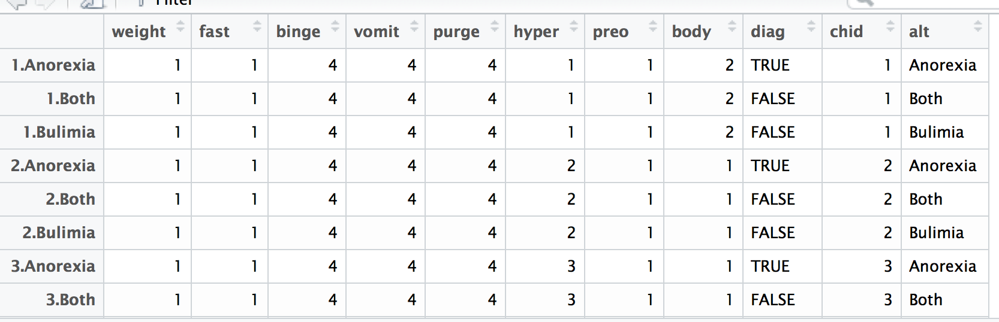 Filter
weight fast binge vomit purge hyper preo body diag chid alt
1.Anorexia 1 1 4 4 4 1 1 2 TRUE 1 Anorexia
1.Both 1 1 4 4 4 1 1 2 FALSE 1 Both
1.Bulimia 1 1 4 4 4 1 1 2 FALSE 1 Bulimia
2.Anorexia 1 1 4 4 4 2 1 1 TRUE 2 Anorexia
2.Both 1 1 4 4 4 2 1 1 FALSE 2 Both
2.Bulimia 1 1 4 4 4 2 1 1 FALSE 2 Bulimia
3.Anorexia 1 1 4 4 4 3 1 1 TRUE 3 Anorexia
3.Both 1 1 4 4 4 3 1 1 FALSE 3 Both